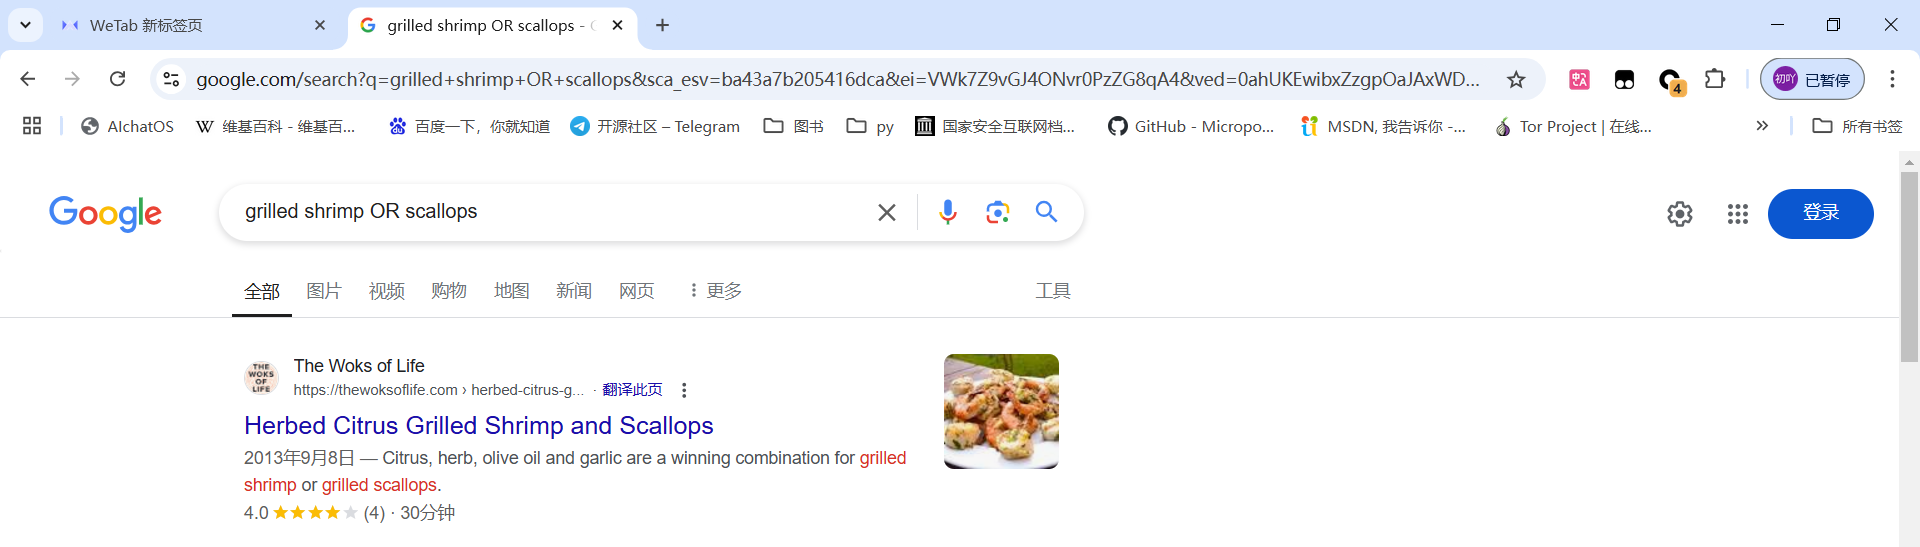 WeTab 新标签页
grilled shrimp OR scallops -
google.com/search?q=grilled+shrimp+OR+scallops&sca_esv=ba43a7b205416dca&ei=VWk7Z9vGJ4ONvr0PzZG8qA4&ved=0ahUKEwibxZzgpOaJAxWD...
4
初吖 已暂停
AIchatOS
维基百科 - 维基百...
百度一下，你就知道
开源社区 – Telegram
图书
py
国家安全互联网档...
GitHub - Micropo...
MSDN, 我告诉你 -...
Tor Project | 在线...
所有书签
Google
grilled shrimp OR scallops
登录
全部 图片 视频 购物 地图 新闻 网页 更多 工具
THE WOKS OF LIFE
The Woks of Life
https://thewoksoflife.com › herbed-citrus-g... · 翻译此页
Herbed Citrus Grilled Shrimp and Scallops
2013年9月8日 — Citrus, herb, olive oil and garlic are a winning combination for grilled
shrimp or grilled scallops.
4.0 ★★★★★ (4) · 30分钟